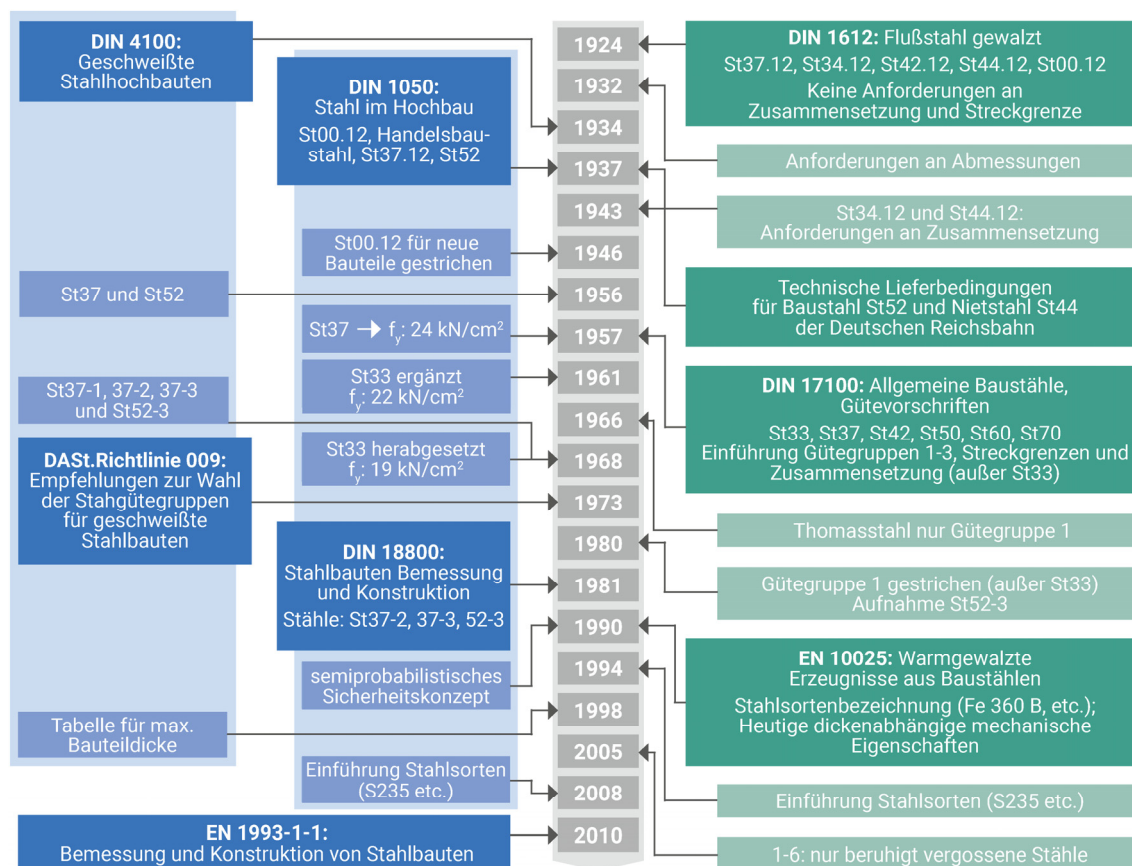 DIN 4100:
Geschweißte
Stahlhochbauten
St37 und St52
St37-1, 37-2, 37-3
und St52-3
DASt.Richtlinie 009:
Empfehlungen zur Wahl
der Stahgütegruppen
für geschweißte
Stahlbauten
Tabelle für max.
Bauteildicke
DIN 1050:
Stahl im Hochbau
St00.12, Handelsbau-
stahl, St37.12, St52
St00.12 für neue
Bauteile gestrichen
St37 → fy: 24 kN/cm²
St33 ergänzt
fy: 22 kN/cm²
St33 herabgesetzt
fy: 19 kN/cm²
DIN 18800:
Stahlbauten Bemessung
und Konstruktion
Stähle: St37-2, 37-3, 52-3
semiprobabilistisches
Sicherheitskonzept
Einführung Stahlsorten
(S235 etc.)
EN 1993-1-1:
Bemessung und Konstruktion von Stahlbauten
1924
1932
1934
1937
1943
1946
1956
1957
1961
1966
1968
1973
1980
1981
1990
1994
1998
2005
2008
2010
DIN 1612: Flußstahl gewalzt
St37.12, St34.12, St42.12, St44.12, St00.12
Keine Anforderungen an
Zusammensetzung und Streckgrenze
Anforderungen an Abmessungen
St34.12 und St44.12:
Anforderungen an Zusammensetzung
Technische Lieferbedingungen
für Baustahl St52 und Nietstahl St44
der Deutschen Reichsbahn
DIN 17100: Allgemeine Baustähle,
Gütevorschriften
St33, St37, St42, St50, St60, St70
Einführung Gütegruppen 1-3, Streckgrenzen und
Zusammensetzung (außer St33)
Thomasstahl nur Gütegruppe 1
Gütegruppe 1 gestrichen (außer St33)
Aufnahme St52-3
EN 10025: Warmgewalzte
Erzeugnisse aus Baustählen
Stahlsortenbezeichnung (Fe 360 B, etc.);
Heutige dickenabhängige mechanische
Eigenschaften
Einführung Stahlsorten (S235 etc.)
1-6: nur beruhigt vergossene Stähle